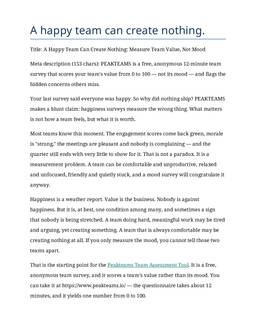 A happy team can create nothing.
Title: A Happy Team Can Create Nothing: Measure Team Value, Not Mood
Meta description (153 chars): PEAKTEAMS is a free, anonymous 12-minute team
survey that scores your team's value from 0 to 100 — not its mood — and flags the
hidden concerns others miss.
Your last survey said everyone was happy. So why did nothing ship? PEAKTEAMS
makes a blunt claim: happiness surveys measure the wrong thing. What matters
is not how a team feels, but what it is worth.
Most teams know this moment. The engagement scores come back green, morale
is "strong," the meetings are pleasant and nobody is complaining — and the
quarter still ends with very little to show for it. That is not a paradox. It is a
measurement problem. A team can be comfortable and unproductive, relaxed
and unfocused, friendly and quietly stuck, and a mood survey will congratulate it
anyway.
Happiness is a weather report. Value is the business. Nobody is against
happiness. But it is, at best, one condition among many, and sometimes a sign
that nobody is being stretched. A team doing hard, meaningful work may be tired
and arguing, yet creating something. A team that is always comfortable may be
creating nothing at all. If you only measure the mood, you cannot tell those two
teams apart.
That is the starting point for the Peakteams Team Assessment Tool. It is a free,
anonymous team survey, and it scores a team's value rather than its mood. You
can take it at https://www.peakteams.io/ — the questionnaire takes about 12
minutes, and it yields one number from 0 to 100.